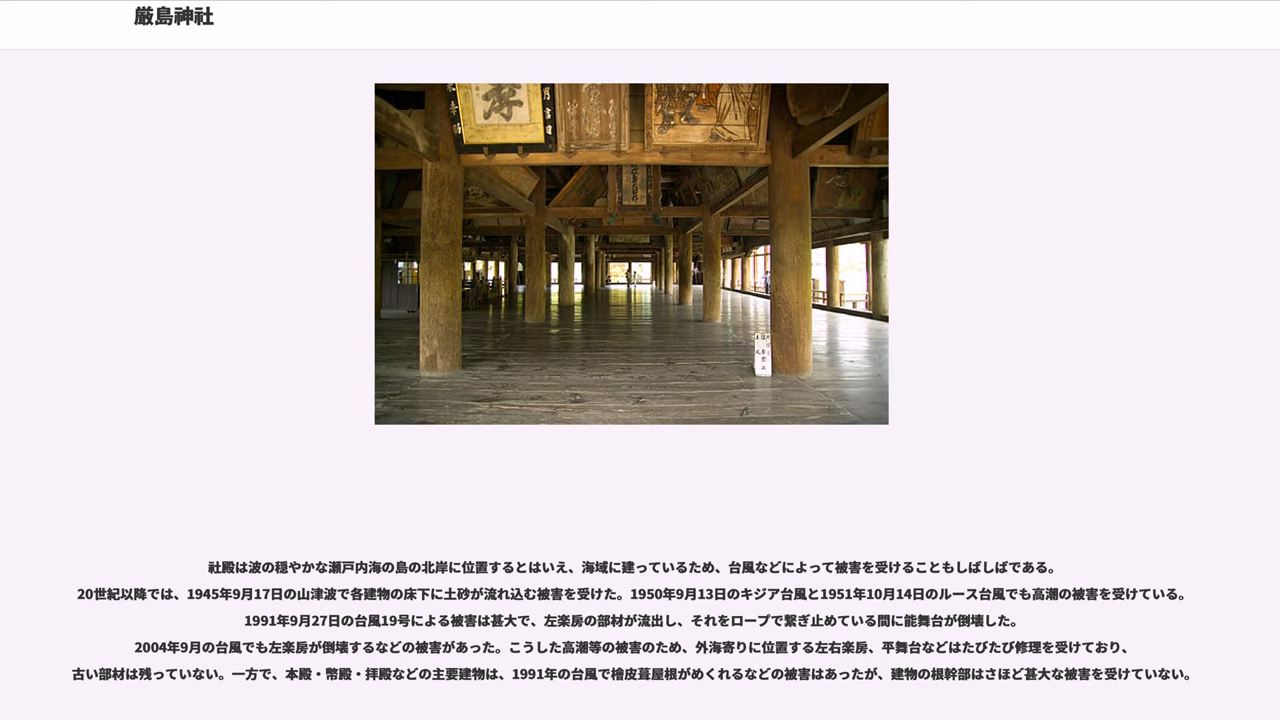 厳島神社
社殿は波の穏やかな瀬戸内海の島の北岸に位置するとはいえ、海域に建っているため、台風などによって被害を受けることもしばしばである。
20世紀以降では、1945年9月17日の山津波で各建物の床下に土砂が流れ込む被害を受けた。1950年9月13日のキジア台風と1951年10月14日のルース台風でも高潮の被害を受けている。
1991年9月27日の台風19号による被害は甚大で、左楽房の部材が流出し、それをロープで繋ぎ止めている間に能舞台が倒壊した。
2004年9月の台風でも左楽房が倒壊するなどの被害があった。こうした高潮等の被害のため、外海寄りに位置する左右楽房、平舞台などはたびたび修理を受けており、
古い部材は残っていない。一方で、本殿・幣殿・拝殿などの主要建物は、1991年の台風で檜皮葺屋根がめくれるなどの被害はあったが、建物の根幹部はさほど甚大な被害を受けていない。